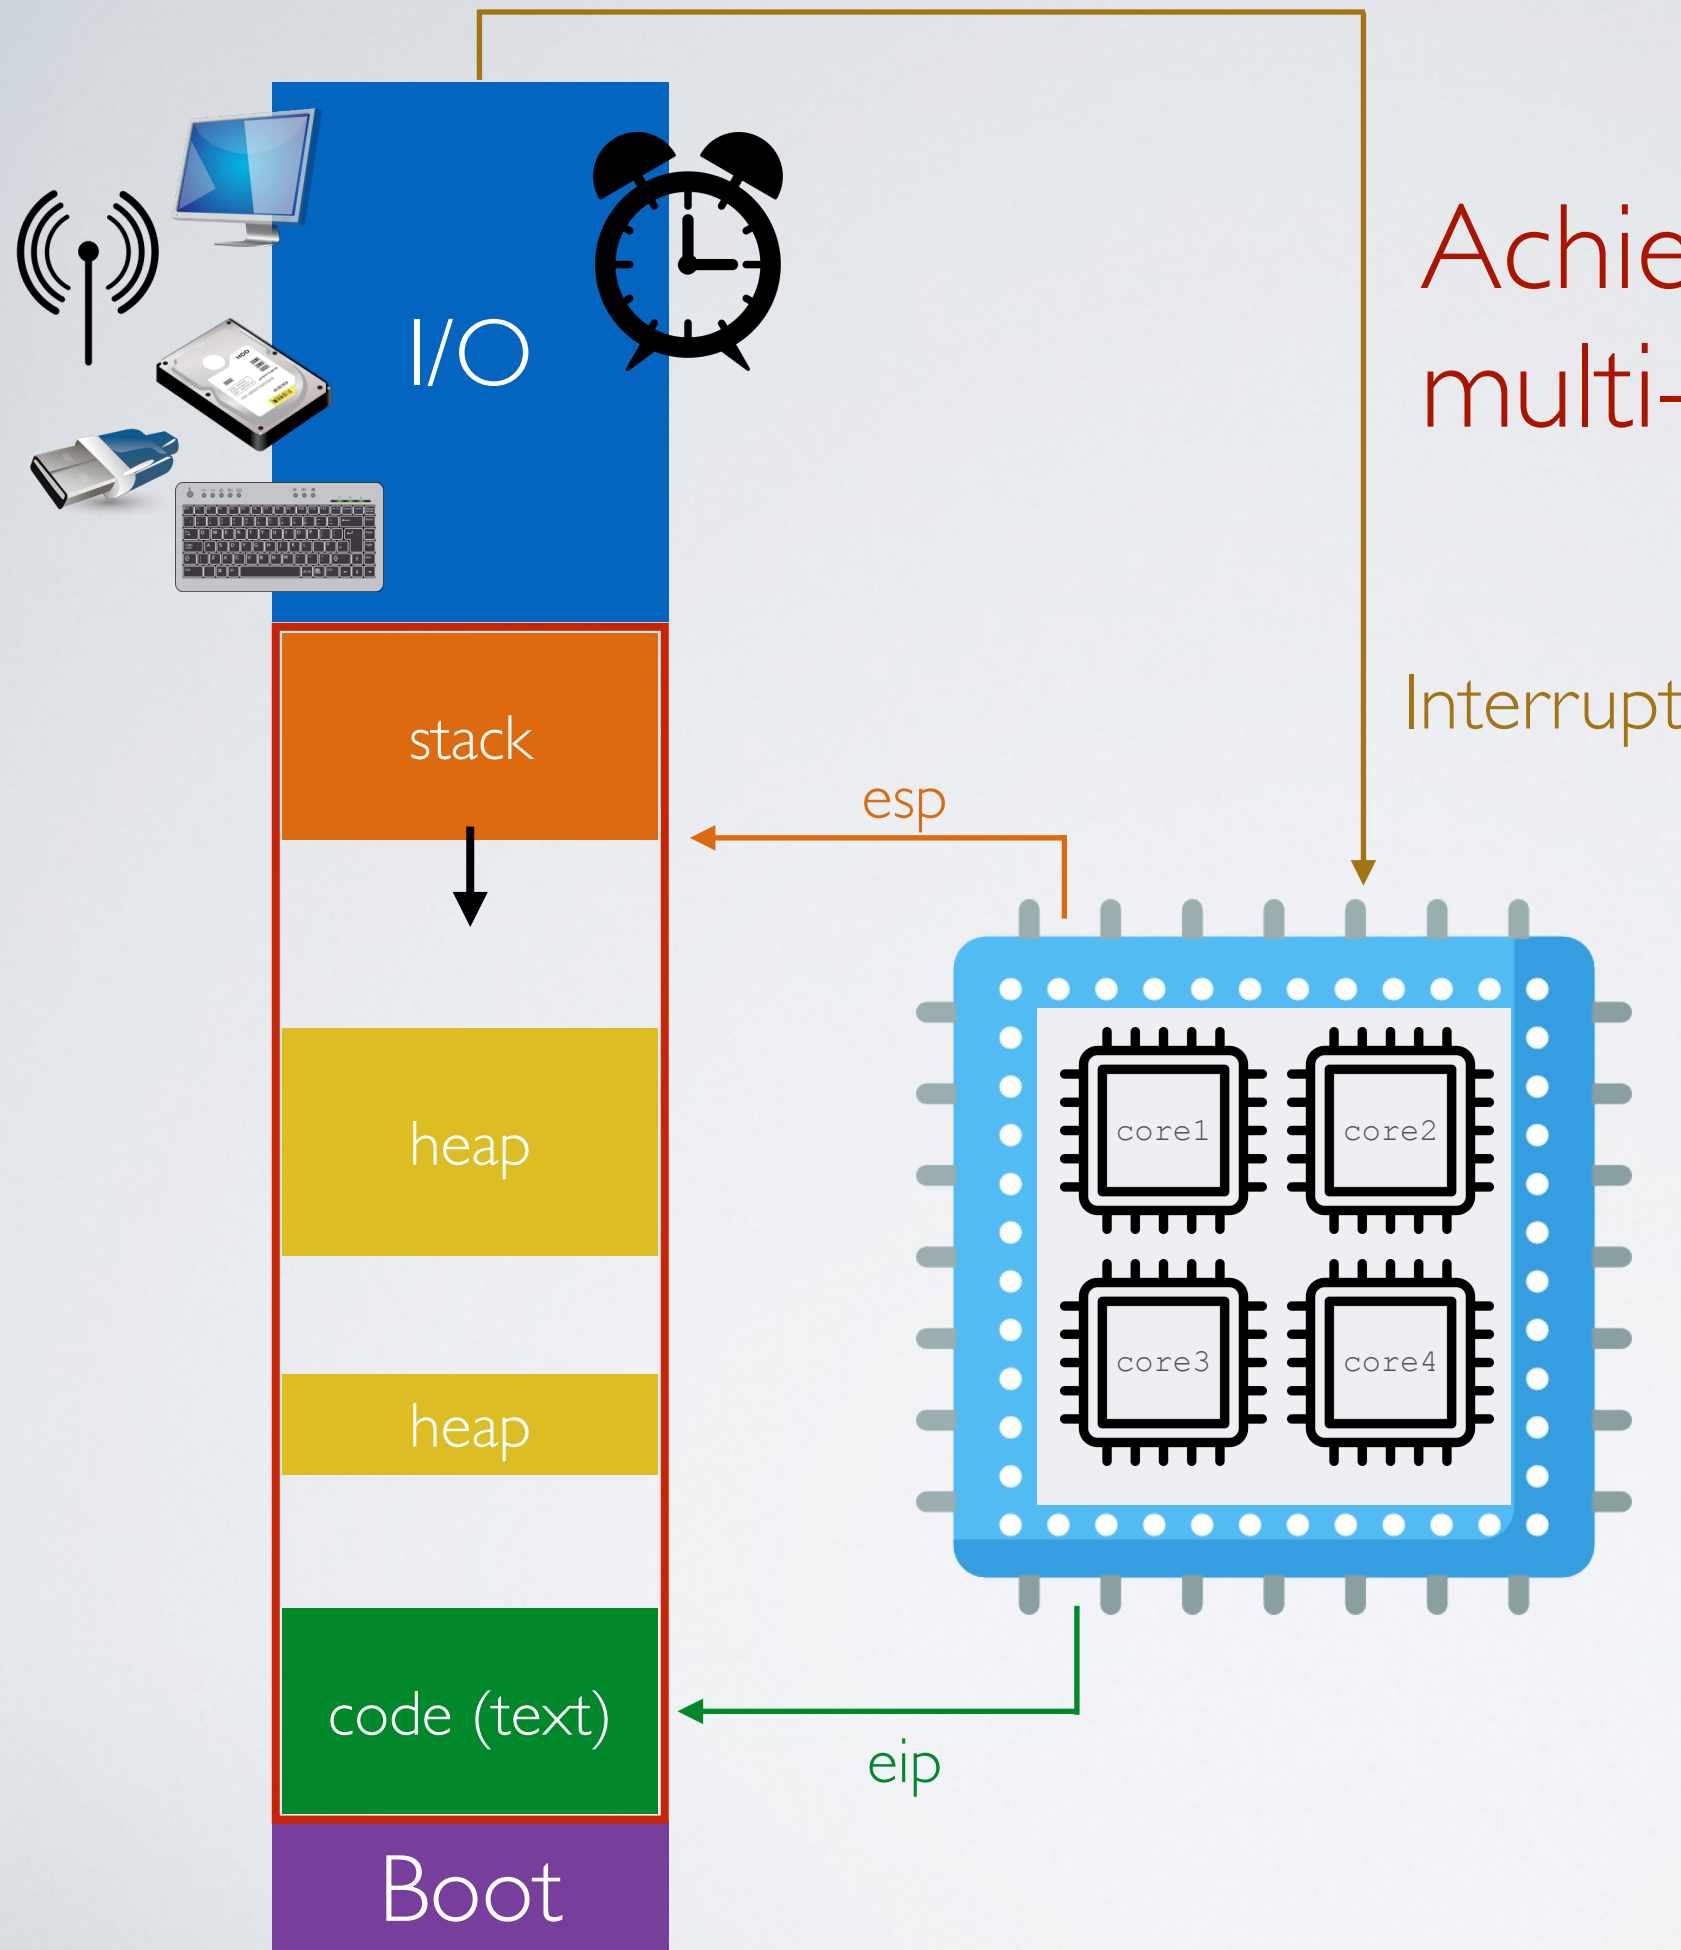 Achie
multi-
I/O
HDD
stack
Interrupt
esp
core1 core2
heap
core3 core4
heap
code (text)
eip
Boot